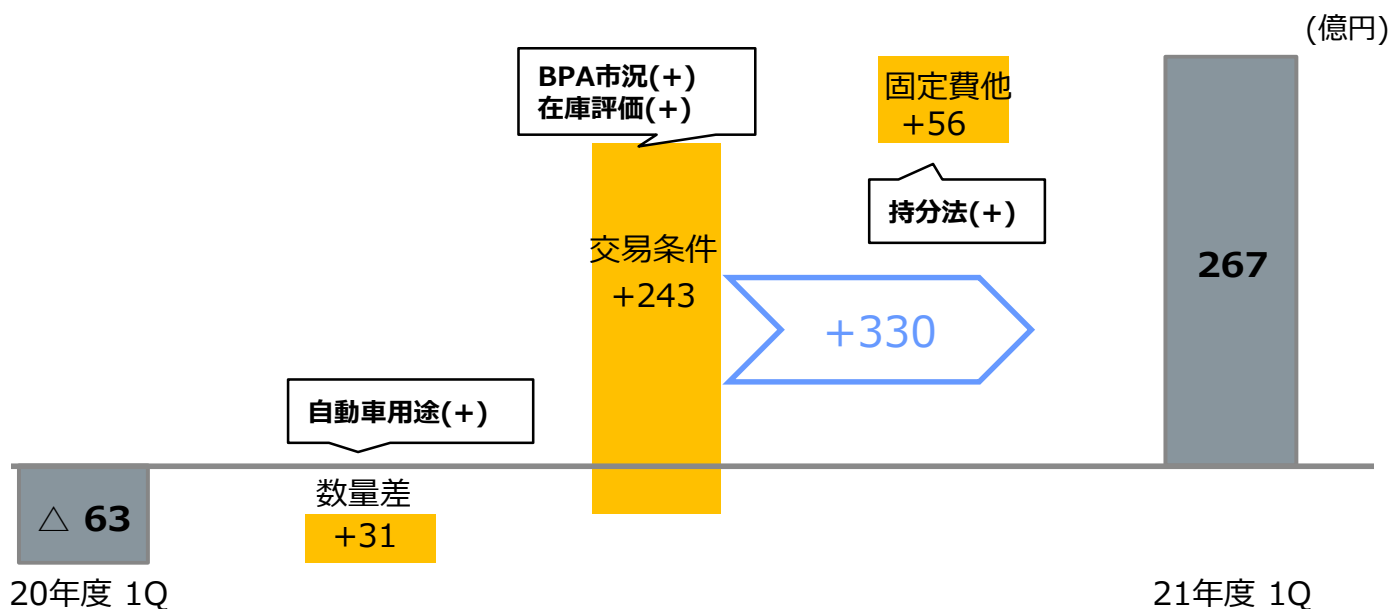 (億円)
BPA市況(+)
在庫評価(+)
固定費他
+56
持分法(+)
交易条件
+243
267
+330
自動車用途(+)
数量差
+31
△ 63
20年度 1Q
21年度 1Q